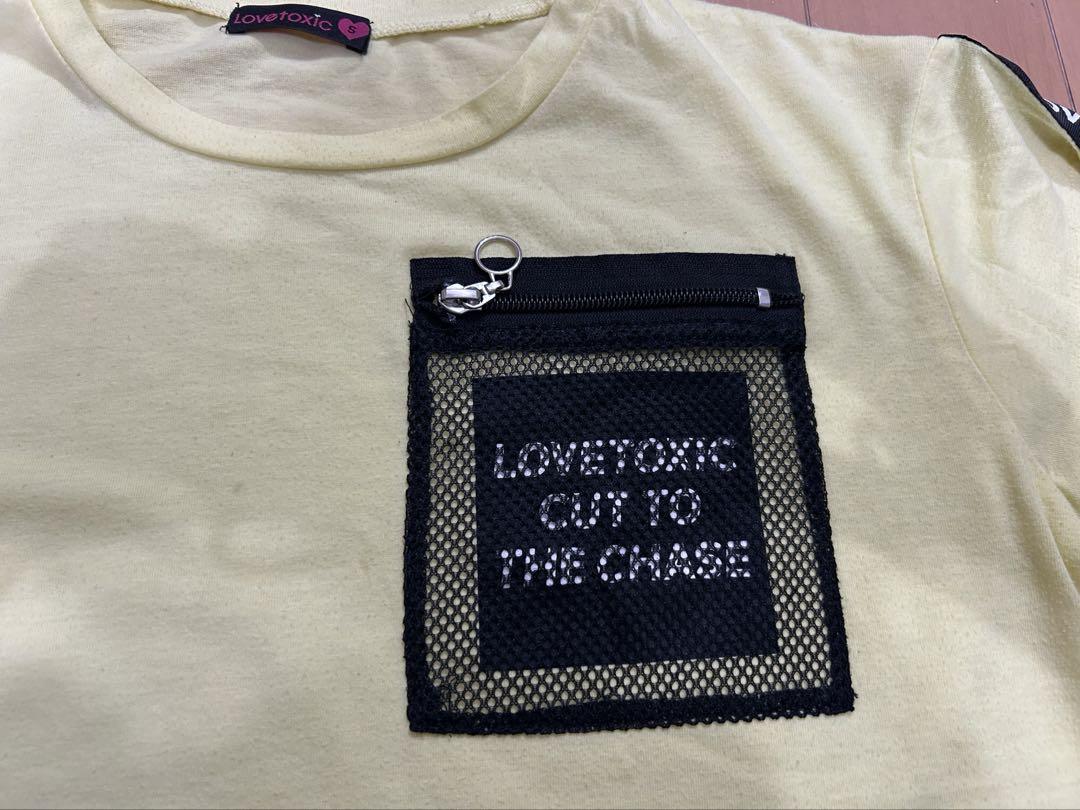 Lovetoxic S
LOVETOXIC
CUT TO
THE CHASE